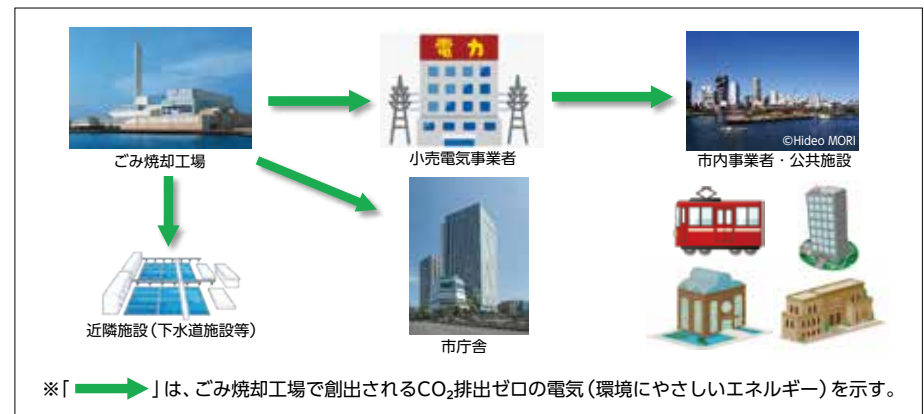 電力
©Hideo MORI
ごみ焼却工場
小売電気事業者
市内事業者・公共施設
近隣施設(下水道施設等)
市庁舎
※「 」は、ごみ焼却工場で創出されるCO₂排出ゼロの電気(環境にやさしいエネルギー)を示す。